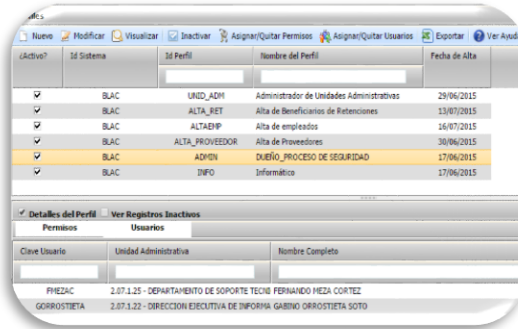 Nuevo Modificar Visualizar Inactivar Asignar/Quitar Permisos Asignar/Quitar Usuarios Exportar Ver Ayuda
¿Activo? Id Sistema Id Perfil Nombre del Perfil Fecha de Alta
BLAC UNID_ADM Administrador de Unidades Administrativas 29/06/2015
BLAC ALTA_RET Alta de Beneficiarios de Retenciones 13/07/2015
BLAC ALTAEMP Alta de empleados 16/07/2015
BLAC ALTA_PROVEEDOR Alta de Proveedores 30/06/2015
BLAC ADMIN DUEÑO_PROCESO DE SEGURIDAD 17/06/2015
BLAC INFO Informático 17/06/2015
Detalles del Perfil Ver Registros Inactivos
Permisos Usuarios
Clave Usuario Unidad Administrativa Nombre Completo
FMEZAC 2.07.1.25 - DEPARTAMENTO DE SOPORTE TECNI FERNANDO MEZA CORTEZ
GORROSTIETA 2.07.1.22 - DIRECCION EJECUTIVA DE INFORMA GABINO ORROSTIETA SOTO